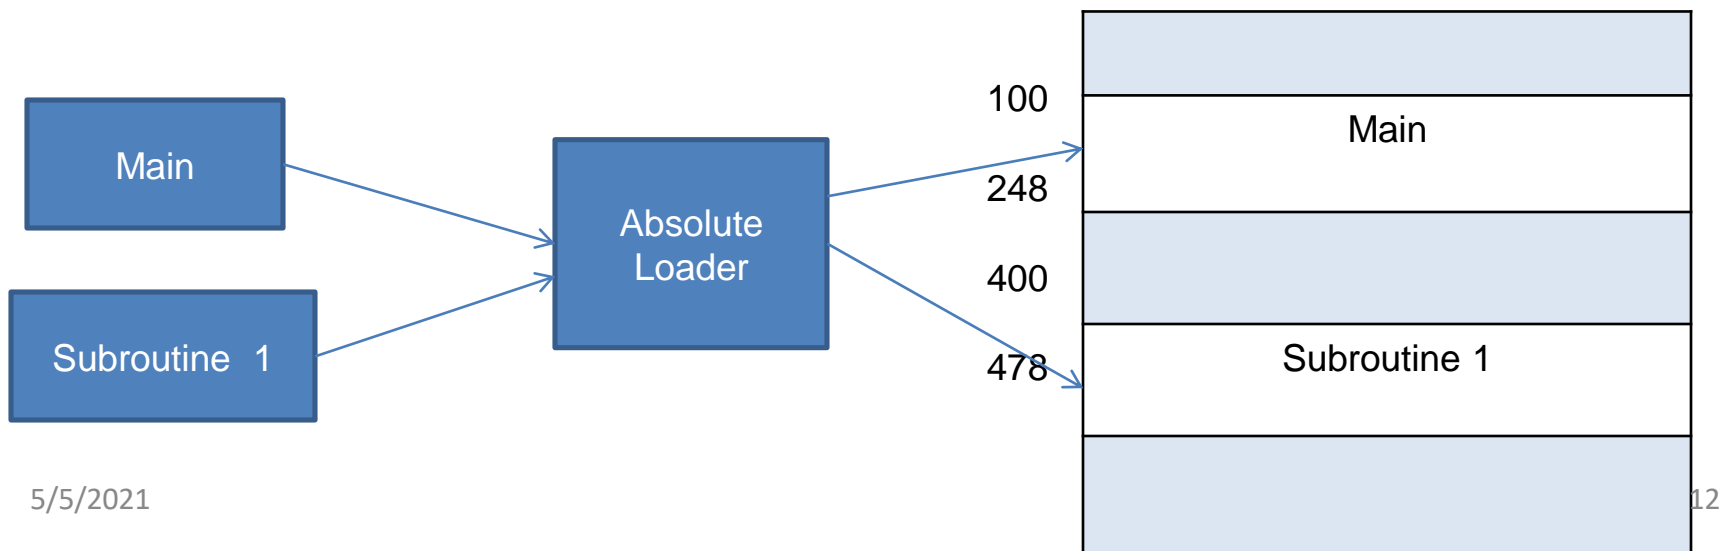 Main
Subroutine 1
Absolute
Loader
100
248
400
478
Main
Subroutine 1
5/5/2021
12